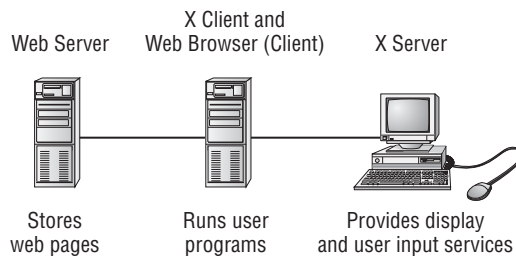 X Client and
Web Server
Web Browser (Client)
X Server
Stores
web pages
Runs user
programs
Provides display
and user input services